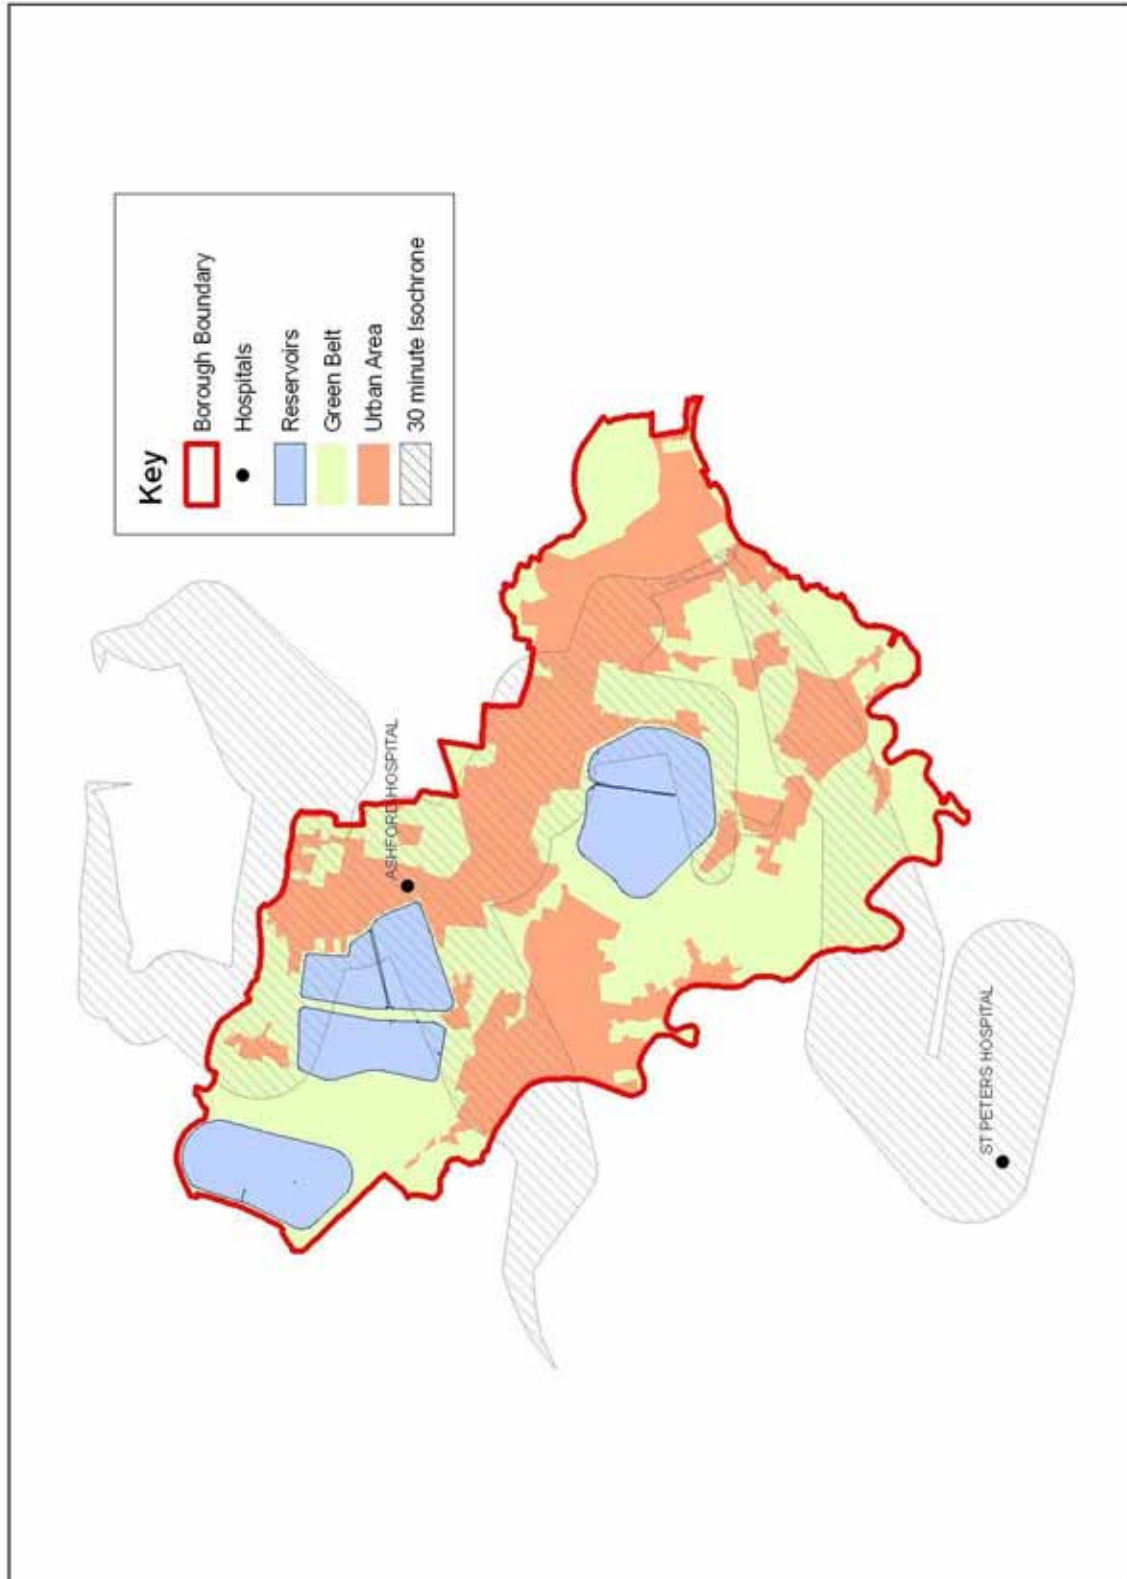 Key
Borough Boundary
Hospitals
Reservoirs
Green Belt
Urban Area
30 minute Isochrone
ASHFORD HOSPITAL
ST PETERS HOSPITAL